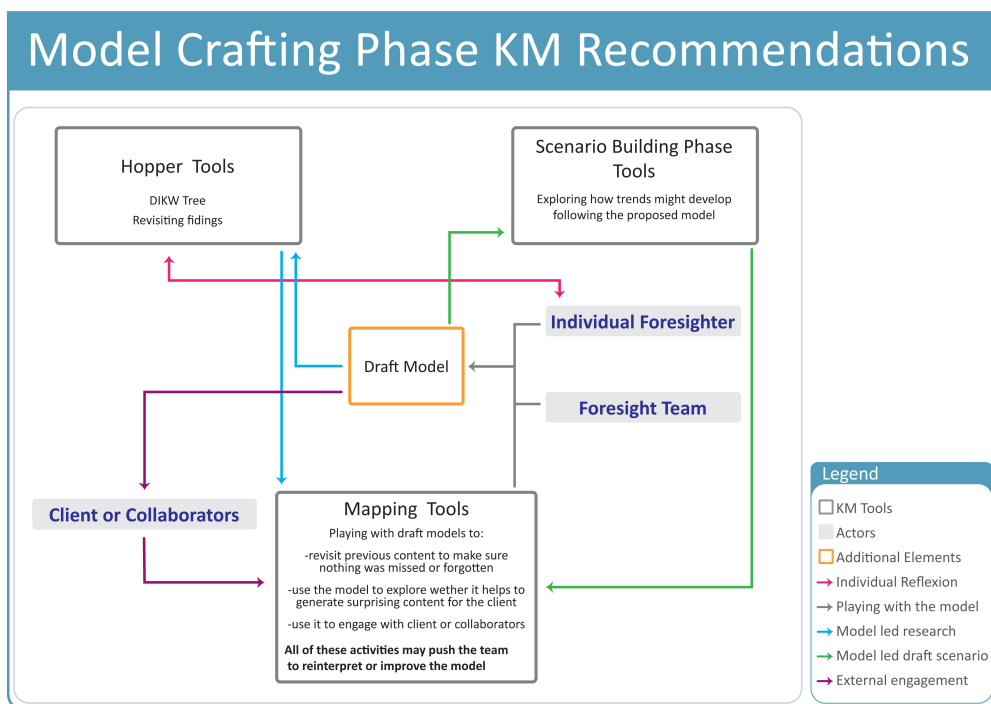 Model Crafting Phase KM Recommendations
Hopper Tools
DIKW Tree
Revisiting fidings
Scenario Building Phase
Tools
Exploring how trends might develop
following the proposed model
Individual Foresighter
Draft Model
Foresight Team
Client or Collaborators
Mapping Tools
Playing with draft models to:
-revisit previous content to make sure
nothing was missed or forgotten
-use the model to explore wether it helps to
generate surprising content for the client
-use it to engage with client or collaborators
All of these activities may push the team
to reinterpret or improve the model
Legend
KM Tools
Actors
Additional Elements
Individual Reflexion
Playing with the model
Model led research
Model led draft scenario
External engagement